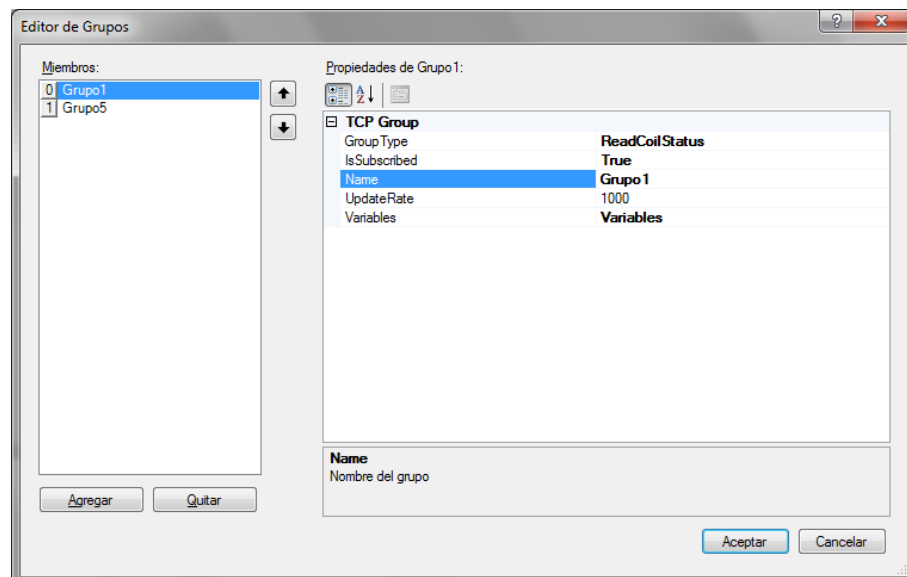 Editor de Grupos
Miembros:
0 Grupo1
1 Grupo5
Agregar
Quitar
Propiedades de Grupo1:
TCP Group
GroupType ReadCoilStatus
IsSubscribed True
Name Grupo1
UpdateRate 1000
Variables Variables
Name
Nombre del grupo
Aceptar
Cancelar